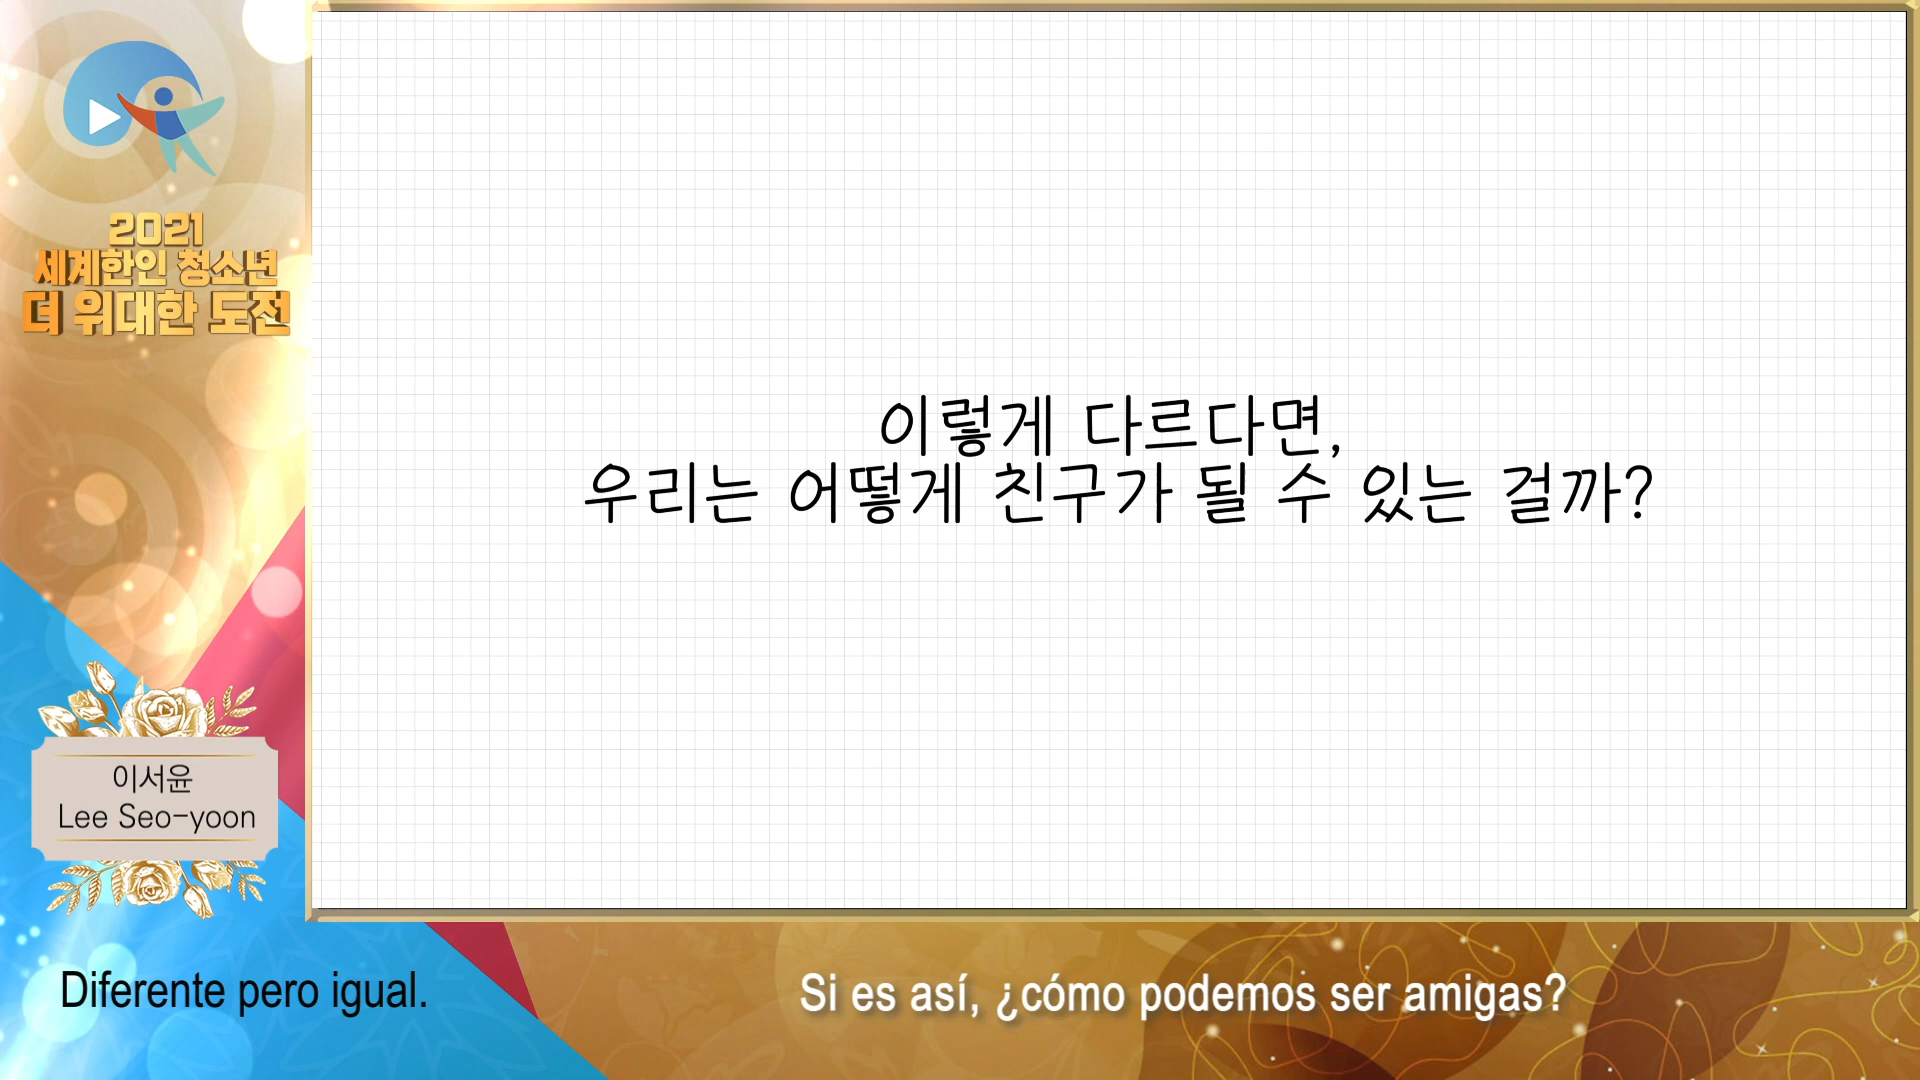 2021
세계한인 청소년
더 위대한 도전
이렇게 다르다면,
우리는 어떻게 친구가 될 수 있는 걸까?
이서윤
Lee Seo-yoon
Diferente pero igual.
Si es así, ¿cómo podemos ser amigas?